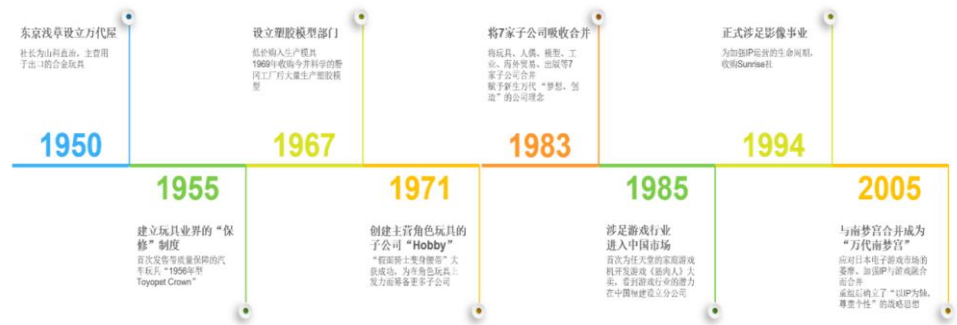 东京浅草设立万代屋
社长为山科直治，主营用
于出口的合金玩具
1950
1955
建立玩具业界的“保
修”制度
首次发售带质量保障的汽
车玩具“1956年型
Toyopet Crown”
设立塑胶模型部门
低价购入生产模具
1969年收购今井科学的静
冈工厂后大量生产塑胶模
型
1967
1971
创建主营角色玩具的
子公司“Hobby”
“假面骑士变身腰带”大
获成功，为在角色玩具上
发力而筹备更多子公司
将7家子公司吸收合并
将玩具、人偶、模型、工
业、海外贸易、出版等7
家子公司合并
赋予新生万代“梦想、创
造”的公司理念
1983
1985
涉足游戏行业
进入中国市场
首次为任天堂的家庭游戏
机开发游戏《筋肉人》大
卖，看到游戏行业的潜力
在中国福建设立分公司
正式涉足影像事业
为加强IP运营的生命周期，
收购Sunrise社
1994
2005
与南梦宫合并成为
“万代南梦宫”
应对日本电子游戏市场的
萎靡，加强IP与游戏融合
而合并
重组后确立了“以IP为轴，
尊重个性”的战略思想